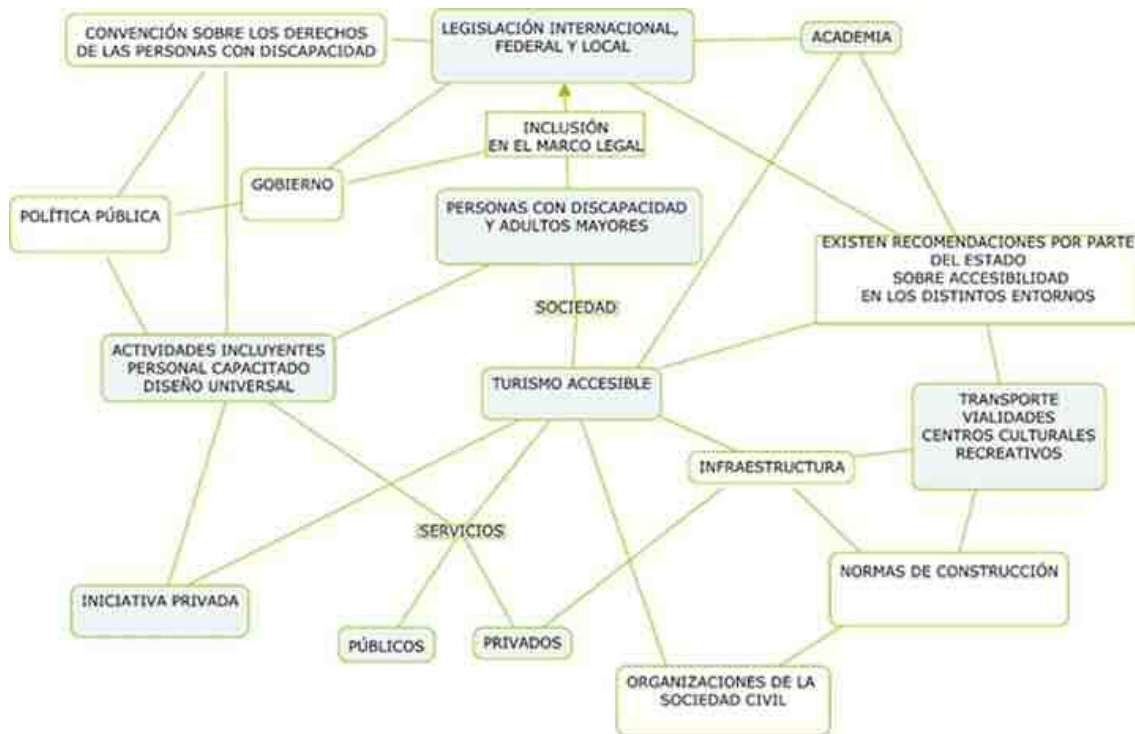 CONVENCIÓN SOBRE LOS DERECHOS
DE LAS PERSONAS CON DISCAPACIDAD
LEGISLACIÓN INTERNACIONAL,
FEDERAL Y LOCAL
ACADEMIA
INCLUSIÓN
EN EL MARCO LEGAL
GOBIERNO
POLÍTICA PÚBLICA
PERSONAS CON DISCAPACIDAD
Y ADULTOS MAYORES
EXISTEN RECOMENDACIONES POR PARTE
DEL ESTADO
SOBRE ACCESIBILIDAD
EN LOS DISTINTOS ENTORNOS
SOCIEDAD
ACTIVIDADES INCLUYENTES
PERSONAL CAPACITADO
DISEÑO UNIVERSAL
TURISMO ACCESIBLE
TRANSPORTE
VIALIDADES
CENTROS CULTURALES
RECREATIVOS
INFRAESTRUCTURA
SERVICIOS
NORMAS DE CONSTRUCCIÓN
INICIATIVA PRIVADA
PÚBLICOS
PRIVADOS
ORGANIZACIONES DE LA
SOCIEDAD CIVIL